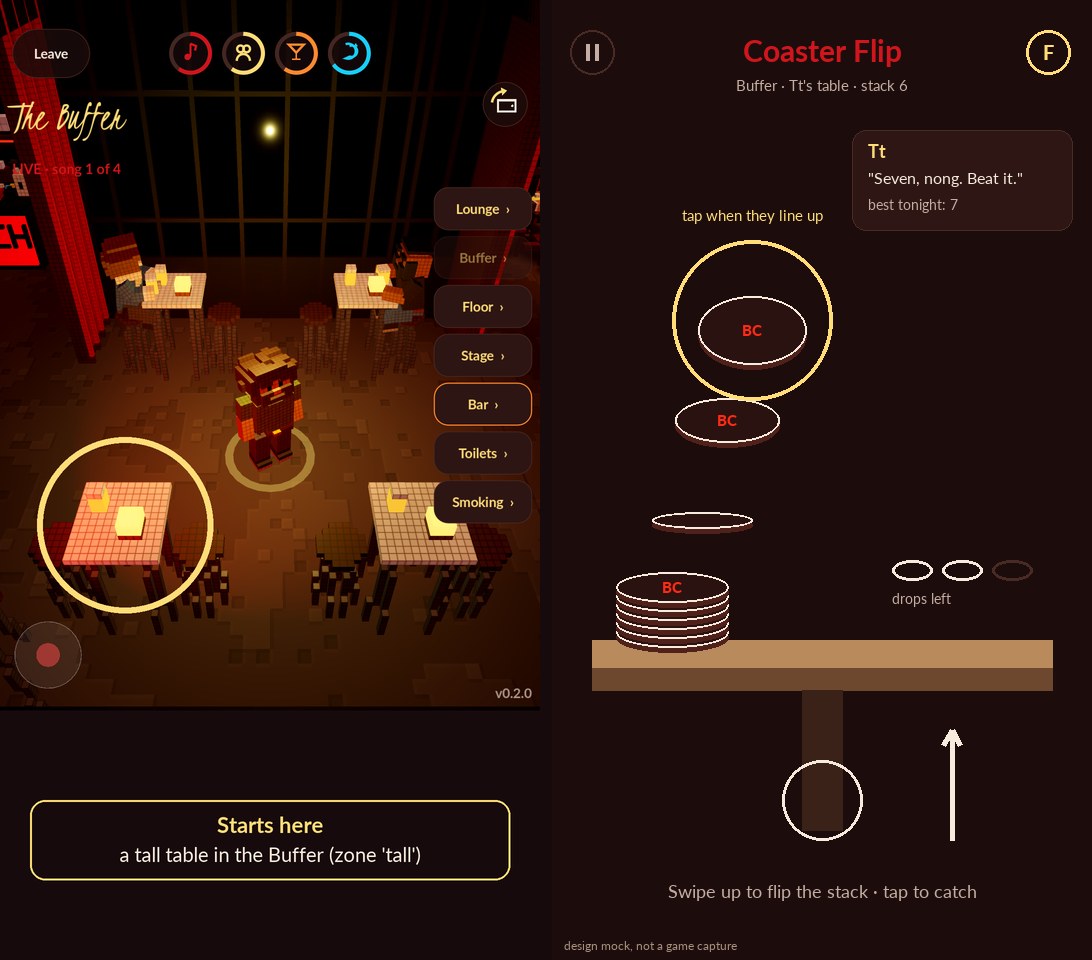 Leave
The Buffer
LIVE · song 1 of 4
CH
Lounge ›
Buffer ›
Floor ›
Stage ›
Bar ›
Toilets ›
Smoking ›
v0.2.0
Starts here
a tall table in the Buffer (zone 'tall')
Coaster Flip
F
Buffer · Tt's table · stack 6
Tt
"Seven, nong. Beat it."
best tonight: 7
tap when they line up
BC
BC
BC
drops left
Swipe up to flip the stack · tap to catch
design mock, not a game capture